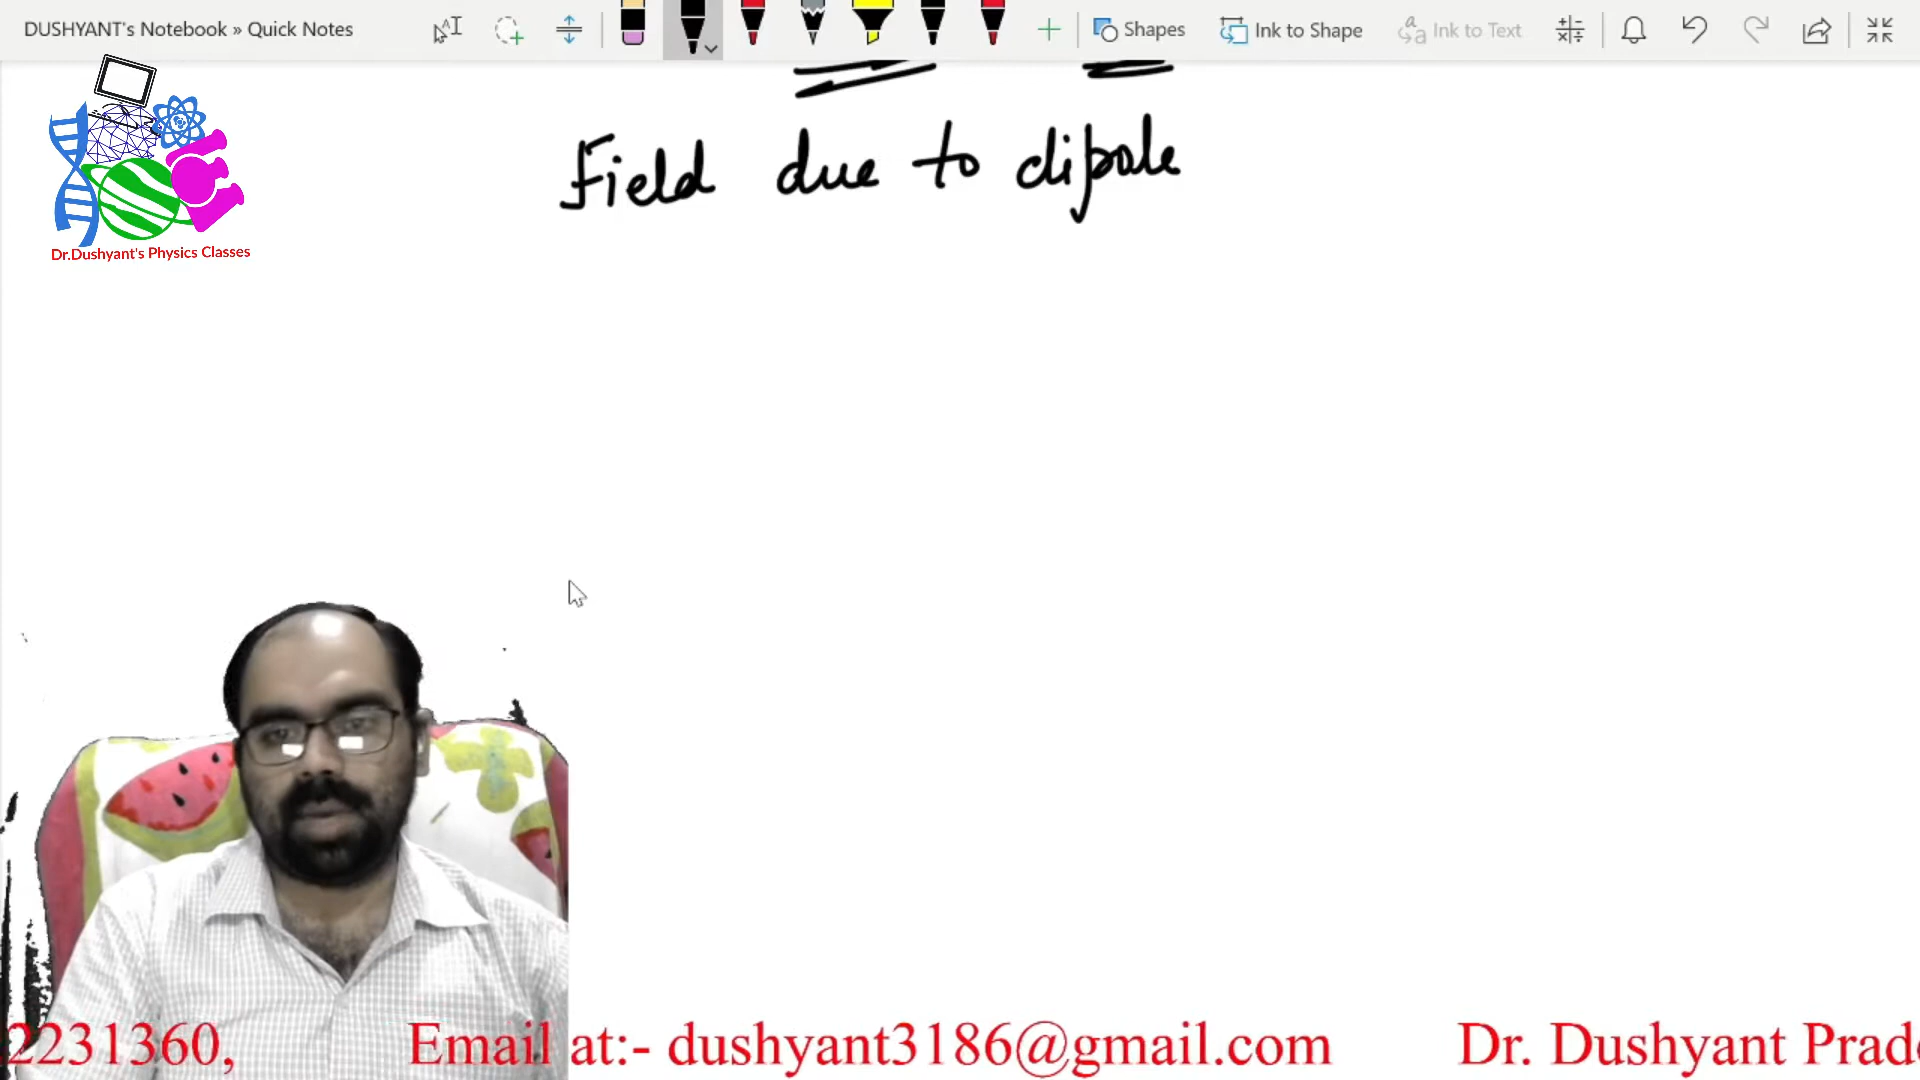 DUSHYANT's Notebook » Quick Notes
Shapes
Ink to Shape
Ink to Text
Field due to dipole
Dr.Dushyant's Physics Classes
2231360, Email at:- dushyant3186@gmail.com Dr. Dushyant Prad